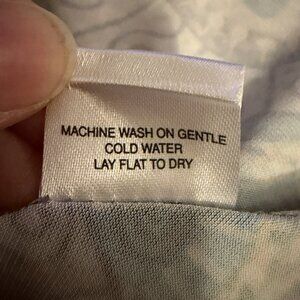 MACHINE WASH ON GENTLE
COLD WATER
LAY FLAT TO DRY